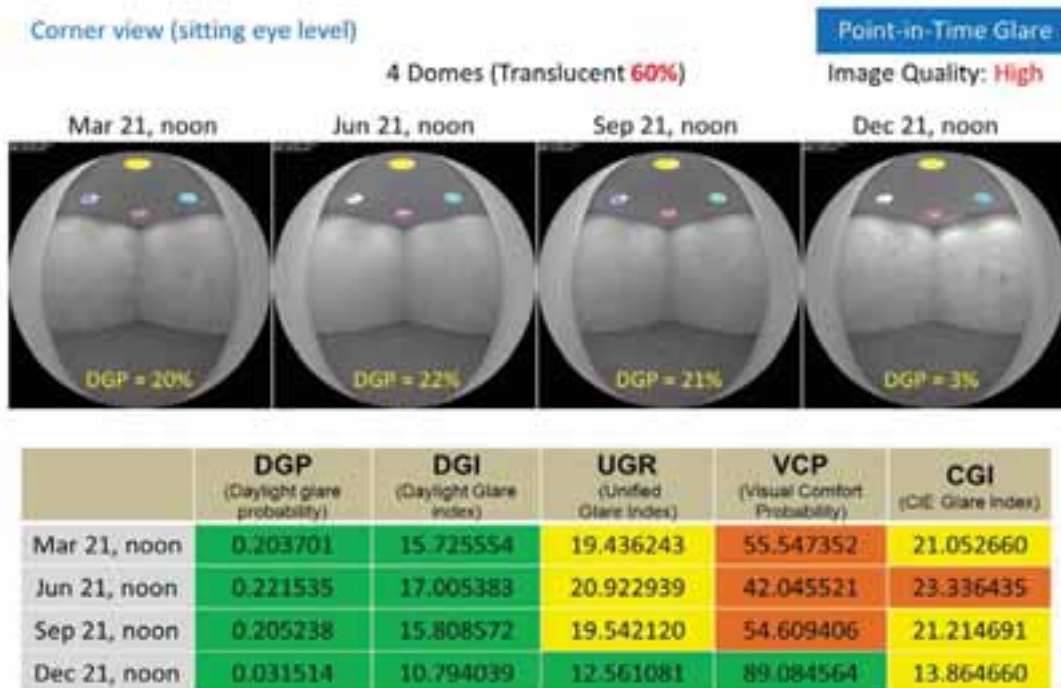 Corner view (sitting eye level)
Point-in-Time Glare
4 Domes (Translucent 60%)
Image Quality: High
Mar 21, noon
Jun 21, noon
Sep 21, noon
Dec 21, noon
DGP = 20%
DGP = 22%
DGP = 21%
DGP = 3%
DGP DGI UGR VCP CGI
(Daylight glare probability) (Daylight Glare index) (Unified Glare Index) (Visual Comfort Probability) (CIE Glare Index)
Mar 21, noon 0.203701 15.725554 19.436243 55.547352 21.052660
Jun 21, noon 0.221535 17.005383 20.922939 42.045521 23.336435
Sep 21, noon 0.205238 15.808572 19.542120 54.609406 21.214691
Dec 21, noon 0.031514 10.794039 12.561081 89.084564 13.864660